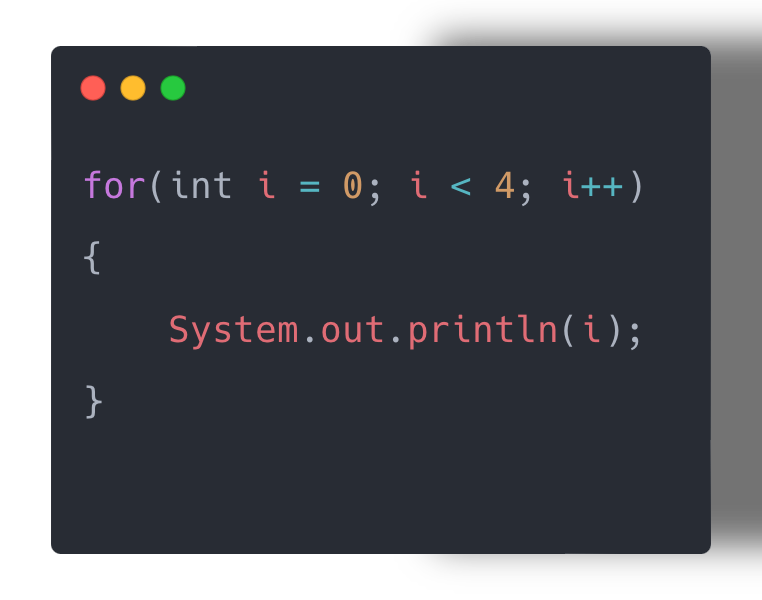 for(int i = 0; i < 4; i++)
{
    System.out.println(i);
}